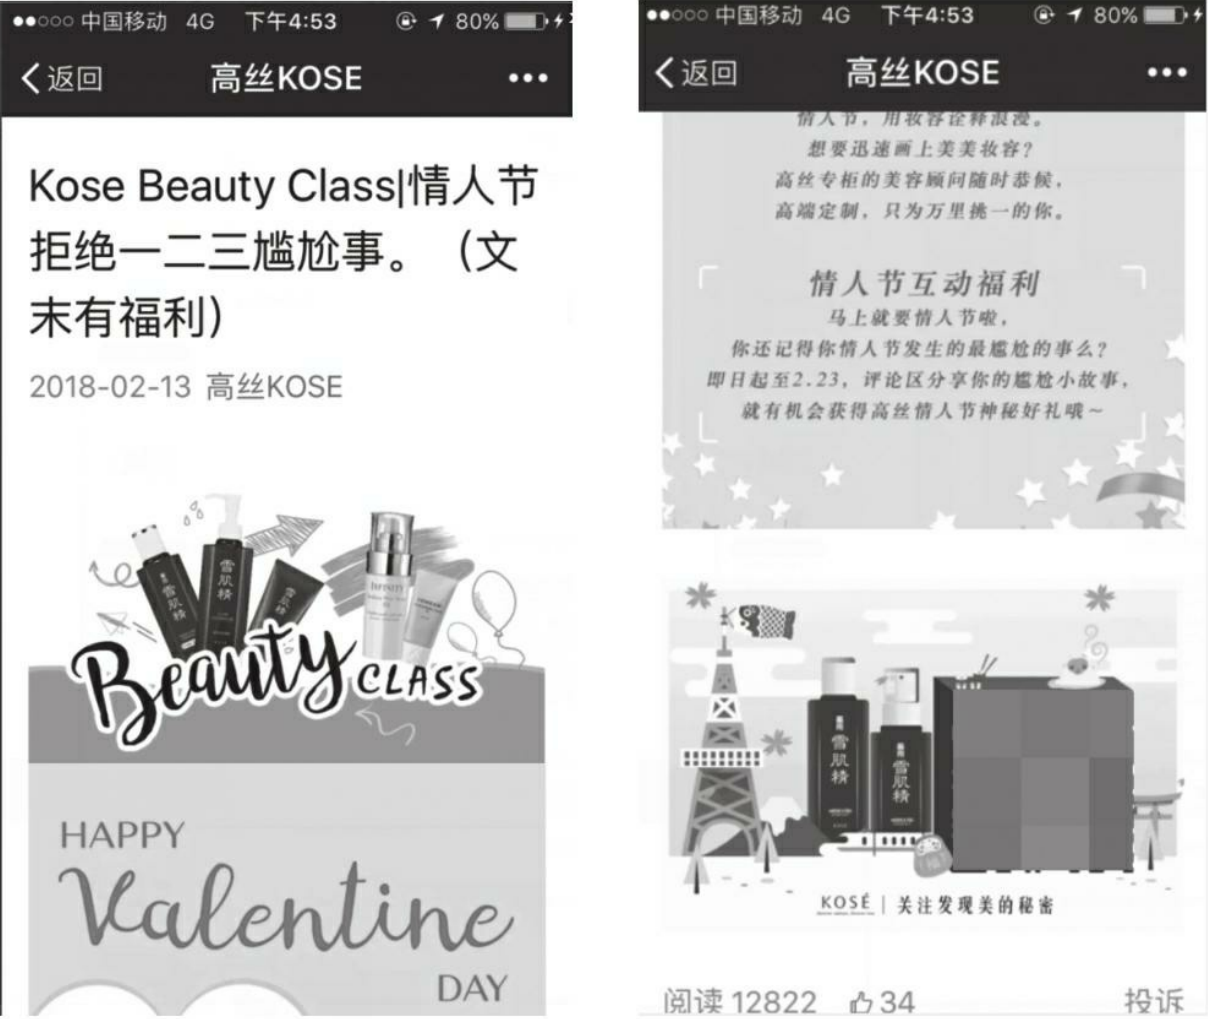 中国移动 4G 下午4:53 80%
返回 高丝KOSE
Kose Beauty Class|情人节
拒绝一二三尴尬事。（文
末有福利）
2018-02-13 高丝KOSE
雪肌精
雪肌精
雪肌精
INFINITY
Beauty CLASS
HAPPY
Valentine
DAY
中国移动 4G 下午4:53 80%
返回 高丝KOSE
情人节，用妆容诠释浪漫。
想要迅速画上美美妆容？
高丝专柜的美容顾问随时恭候，
高端定制，只为万里挑一的你。
情人节互动福利
马上就要情人节啦，
你还记得你情人节发生的最尴尬的事么？
即日起至2.23，评论区分享你的尴尬小故事，
就有机会获得高丝情人节神秘好礼哦～
雪肌精
雪肌精
福
KOSÉ | 关注发现美的秘密
阅读 12822 34 投诉